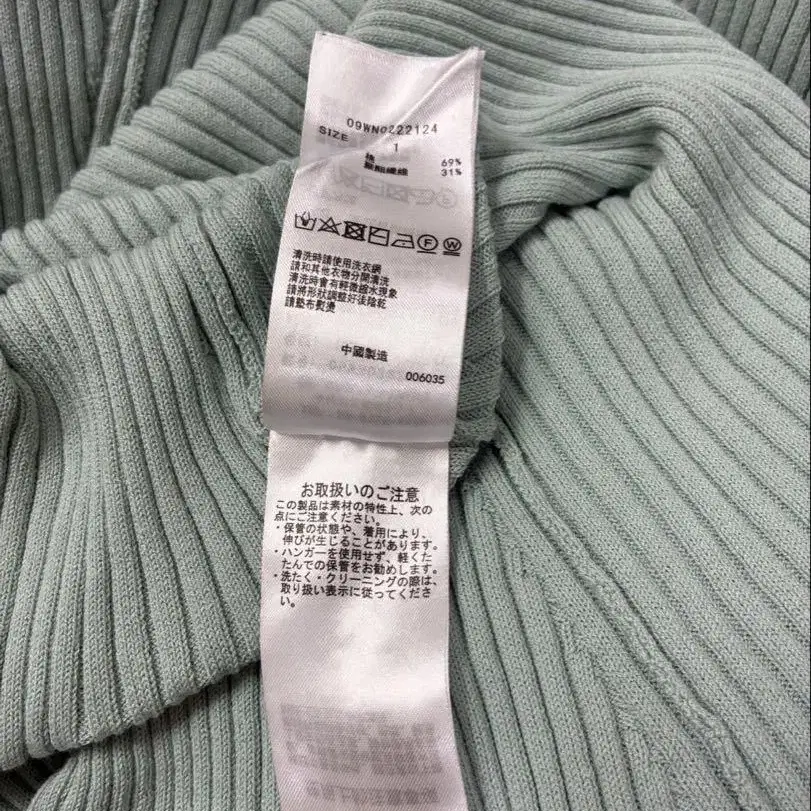 09WNO222124
SIZE 1
棉 69%
聚酯纖維 31%
清洗時請使用洗衣網
請和其他衣物分開清洗
清洗時會有輕微縮水現象
請將形狀調整好後陰乾
請墊布熨燙
中國製造
006035
お取扱いのご注意
この製品は素材の特性上、次の
点にご注意ください。
・保管の状態や、着用により、
伸びが生じることがあります。
・ハンガーを使用せず、軽くた
たんでの保管をお勧めします。
・洗たく・クリーニングの際は、
取り扱い表示に従ってくださ
い。